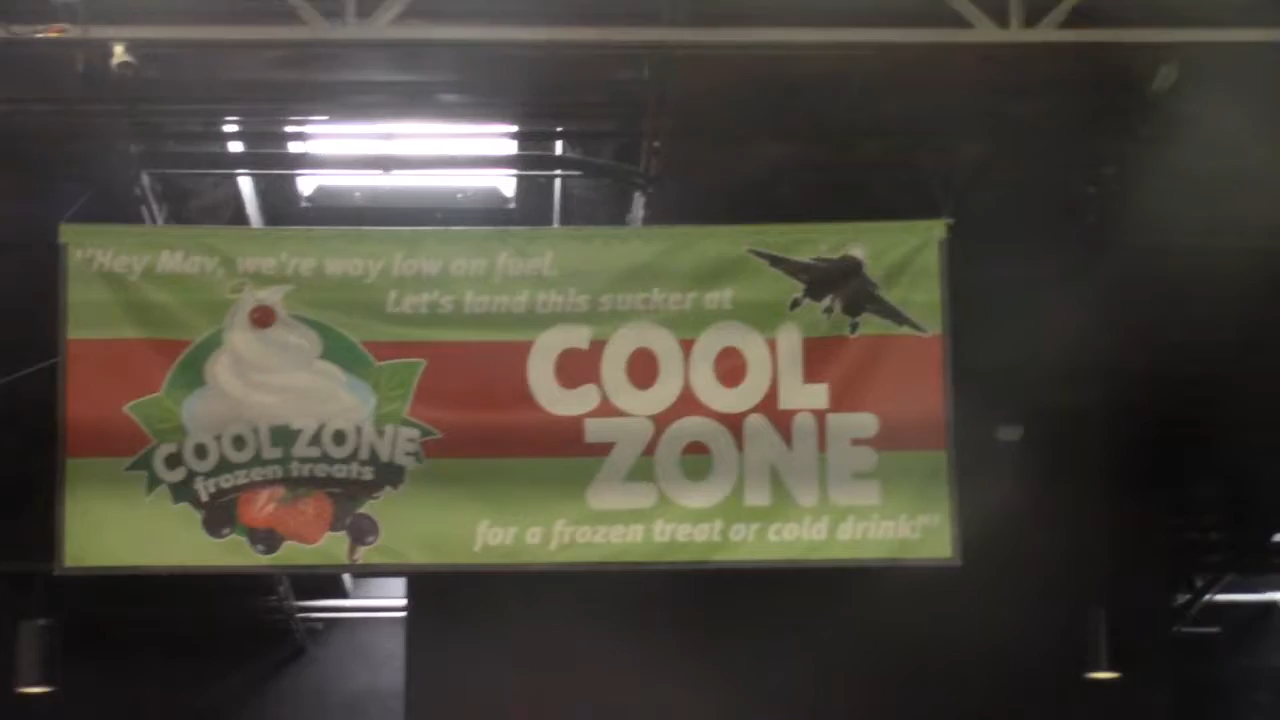 "Hey Mav, we're way low on fuel.
Let's land this sucker at
COOL
ZONE
for a frozen treat or cold drink!"
COOL ZONE
frozen treats